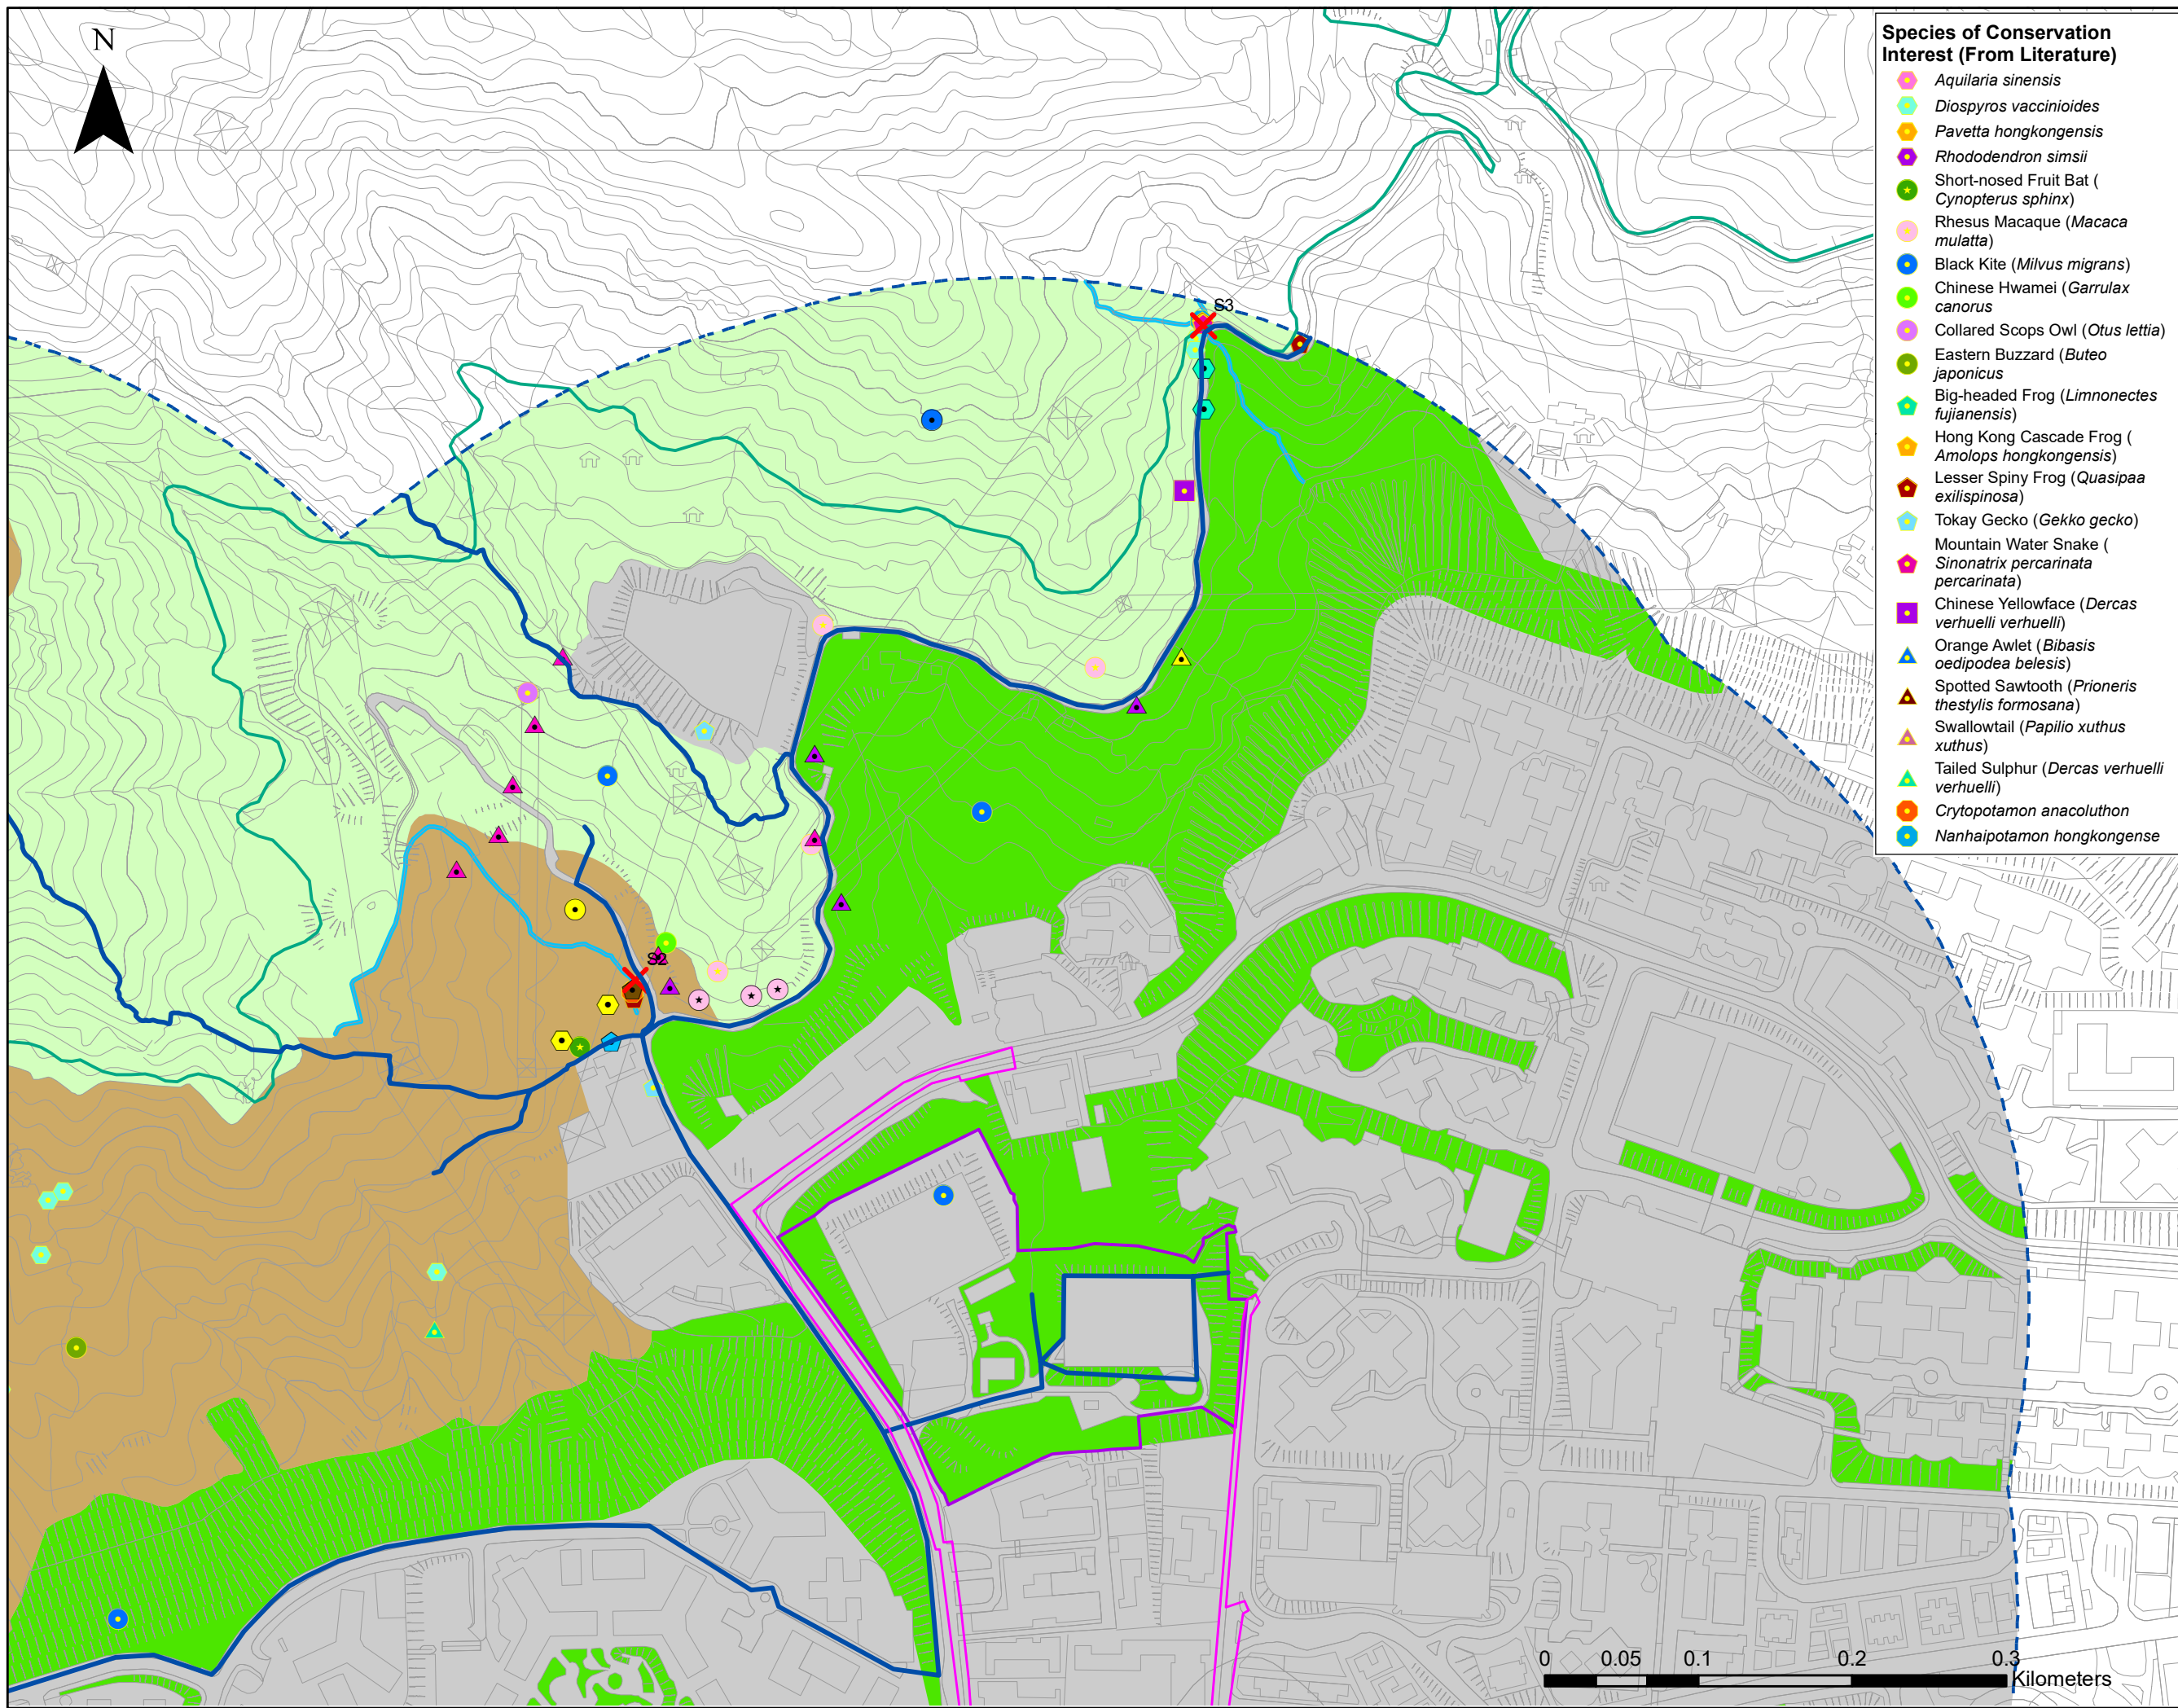 N
Species of Conservation
Interest (From Literature)
Aquilaria sinensis
Diospyros vaccinioides
Pavetta hongkongensis
Rhododendron simsii
Short-nosed Fruit Bat (
Cynopterus sphinx)
Rhesus Macaque (Macaca
mulatta)
Black Kite (Milvus migrans)
Chinese Hwamei (Garrulax
canorus
Collared Scops Owl (Otus lettia)
Eastern Buzzard (Buteo
japonicus
Big-headed Frog (Limnonectes
fujianensis)
Hong Kong Cascade Frog (
Amolops hongkongensis)
Lesser Spiny Frog (Quasipaa
exilispinosa)
Tokay Gecko (Gekko gecko)
Mountain Water Snake (
Sinonatrix percarinata
percarinata)
Chinese Yellowface (Dercas
verhuelli verhuelli)
Orange Awlet (Bibasis
oedipodea belesis)
Spotted Sawtooth (Prioneris
thestylis formosana)
Swallowtail (Papilio xuthus
xuthus)
Tailed Sulphur (Dercas verhuelli
verhuelli)
Crytopotamon anacoluthon
Nanhaipotamon hongkongense
S3
S2
0 0.05 0.1 0.2 0.3
Kilometers